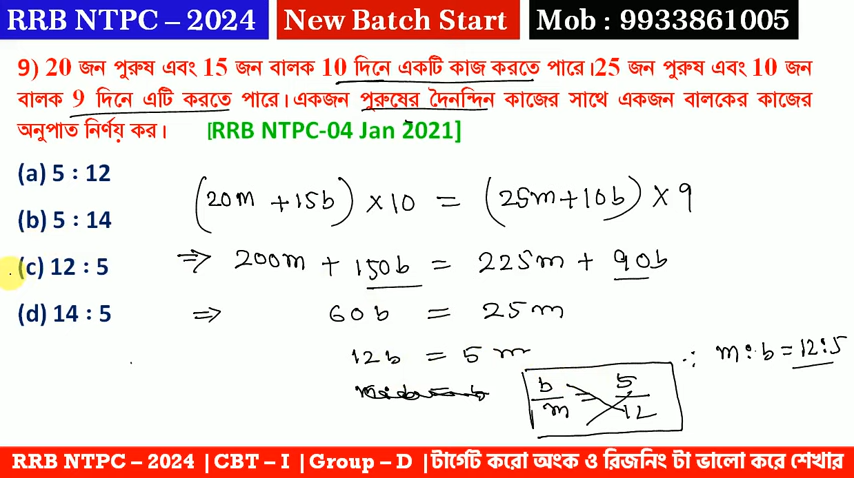 RRB NTPC – 2024 | New Batch Start | Mob : 9933861005
9) 20 জন পুরুষ এবং 15 জন বালক 10 দিনে একটি কাজ করতে পারে। 25 জন পুরুষ এবং 10 জন
বালক 9 দিনে এটি করতে পারে। একজন পুরুষের দৈনন্দিন কাজের সাথে একজন বালকের কাজের
অনুপাত নির্ণয় কর। [RRB NTPC-04 Jan 2021]
(a) 5 : 12
(20m + 15b) × 10 = (25m + 10b) × 9
(b) 5 : 14
(c) 12 : 5
⇒ 200m + 150b = 225m + 90b
(d) 14 : 5
⇒ 60b = 25m
12b = 5m
b/m = 5/12
∴ m : b = 12 : 5
RRB NTPC – 2024 |CBT – I |Group – D |টার্গেট করো অংক ও রিজনিং টা ভালো করে শেখার